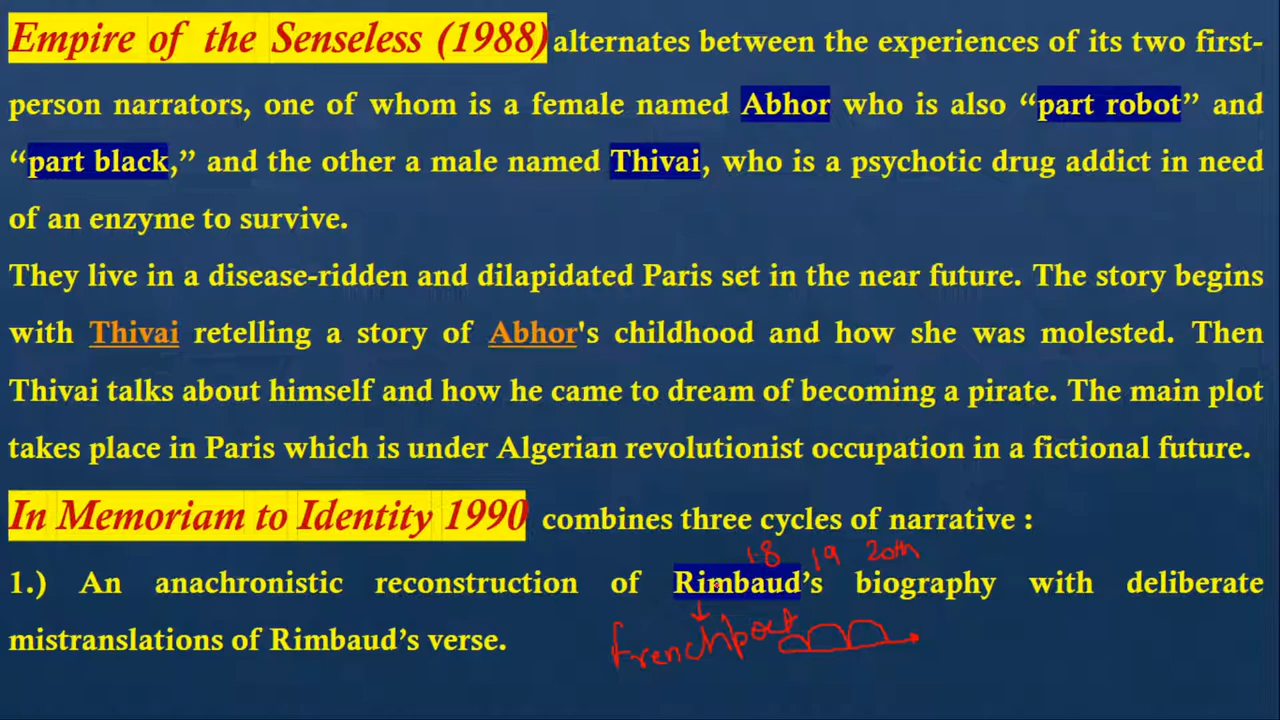 Empire of the Senseless (1988) alternates between the experiences of its two first-
person narrators, one of whom is a female named Abhor who is also “part robot” and
“part black,” and the other a male named Thivai, who is a psychotic drug addict in need
of an enzyme to survive.
They live in a disease-ridden and dilapidated Paris set in the near future. The story begins
with Thivai retelling a story of Abhor's childhood and how she was molested. Then
Thivai talks about himself and how he came to dream of becoming a pirate. The main plot
takes place in Paris which is under Algerian revolutionist occupation in a fictional future.
In Memoriam to Identity 1990 combines three cycles of narrative :
18 19 20th
1.) An anachronistic reconstruction of Rimbaud’s biography with deliberate
mistranslations of Rimbaud’s verse.
french poet